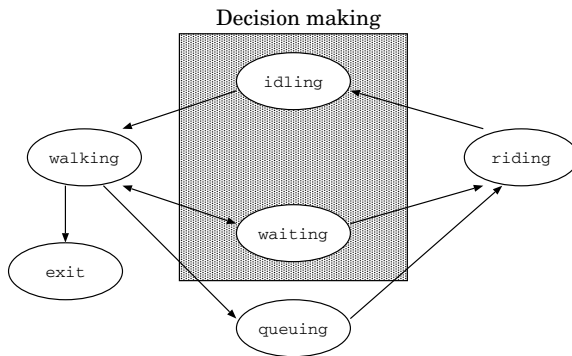 Decision making
idling
walking
riding
waiting
exit
queuing